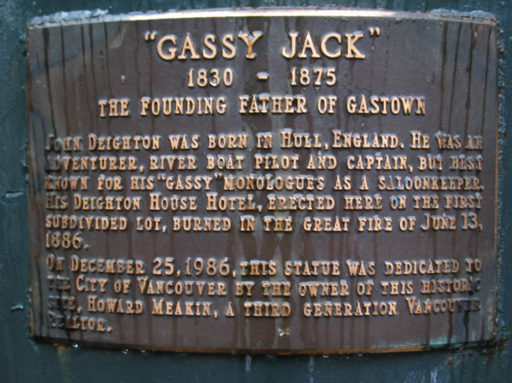 "GASSY JACK"
1830 - 1875
THE FOUNDING FATHER OF GASTOWN
JOHN DEIGHTON WAS BORN IN HULL, ENGLAND. HE WAS AN
ADVENTURER, RIVER BOAT PILOT AND CAPTAIN, BUT BEST
KNOWN FOR HIS "GASSY" MONOLOGUES AS A SALOONKEEPER.
HIS DEIGHTON HOUSE HOTEL, ERECTED HERE ON THE FIRST
SUBDIVIDED LOT, BURNED IN THE GREAT FIRE OF JUNE 13,
1886.
ON DECEMBER 25, 1986, THIS STATUE WAS DEDICATED TO
THE CITY OF VANCOUVER BY THE OWNER OF THIS HISTORIC
SITE, HOWARD MEAKIN, A THIRD GENERATION VANCOUVER
REALTOR.